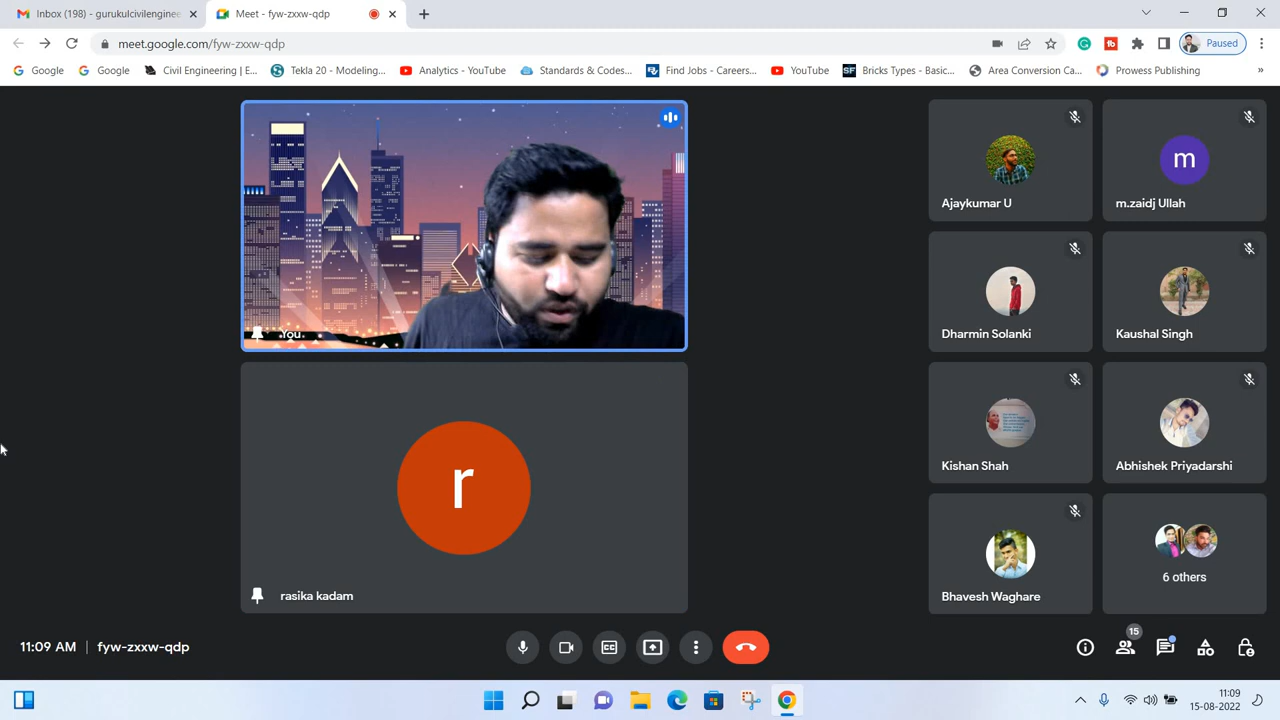 Inbox (198) - gurukulcivilenginee
Meet - fyw-zxxw-qdp
meet.google.com/fyw-zxxw-qdp
Paused
Google
Google
Civil Engineering | E...
Tekla 20 - Modeling...
Analytics - YouTube
Standards & Codes...
Find Jobs - Careers...
YouTube
SF
Bricks Types - Basic...
Area Conversion Ca...
Prowess Publishing
»
You
r
rasika kadam
Ajaykumar U
m
m.zaidj Ullah
Dharmin Solanki
Kaushal Singh
Kishan Shah
Abhishek Priyadarshi
Bhavesh Waghare
6 others
11:09 AM | fyw-zxxw-qdp
15
11:09
15-08-2022